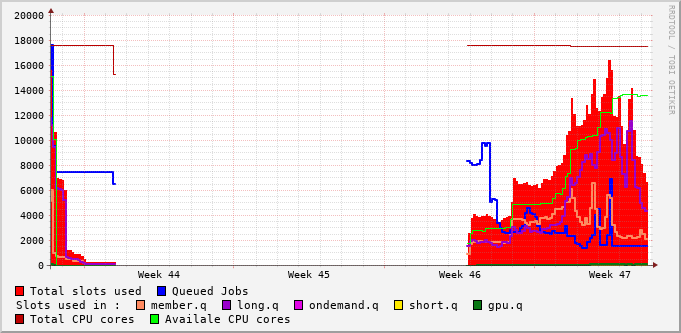 RRDTOOL / TOBI OETIKER
20000
18000
16000
14000
12000
10000
8000
6000
4000
2000
0
Week 44 Week 45 Week 46 Week 47
Total slots used Queued Jobs
Slots used in : member.q long.q ondemand.q short.q gpu.q
Total CPU cores Availale CPU cores